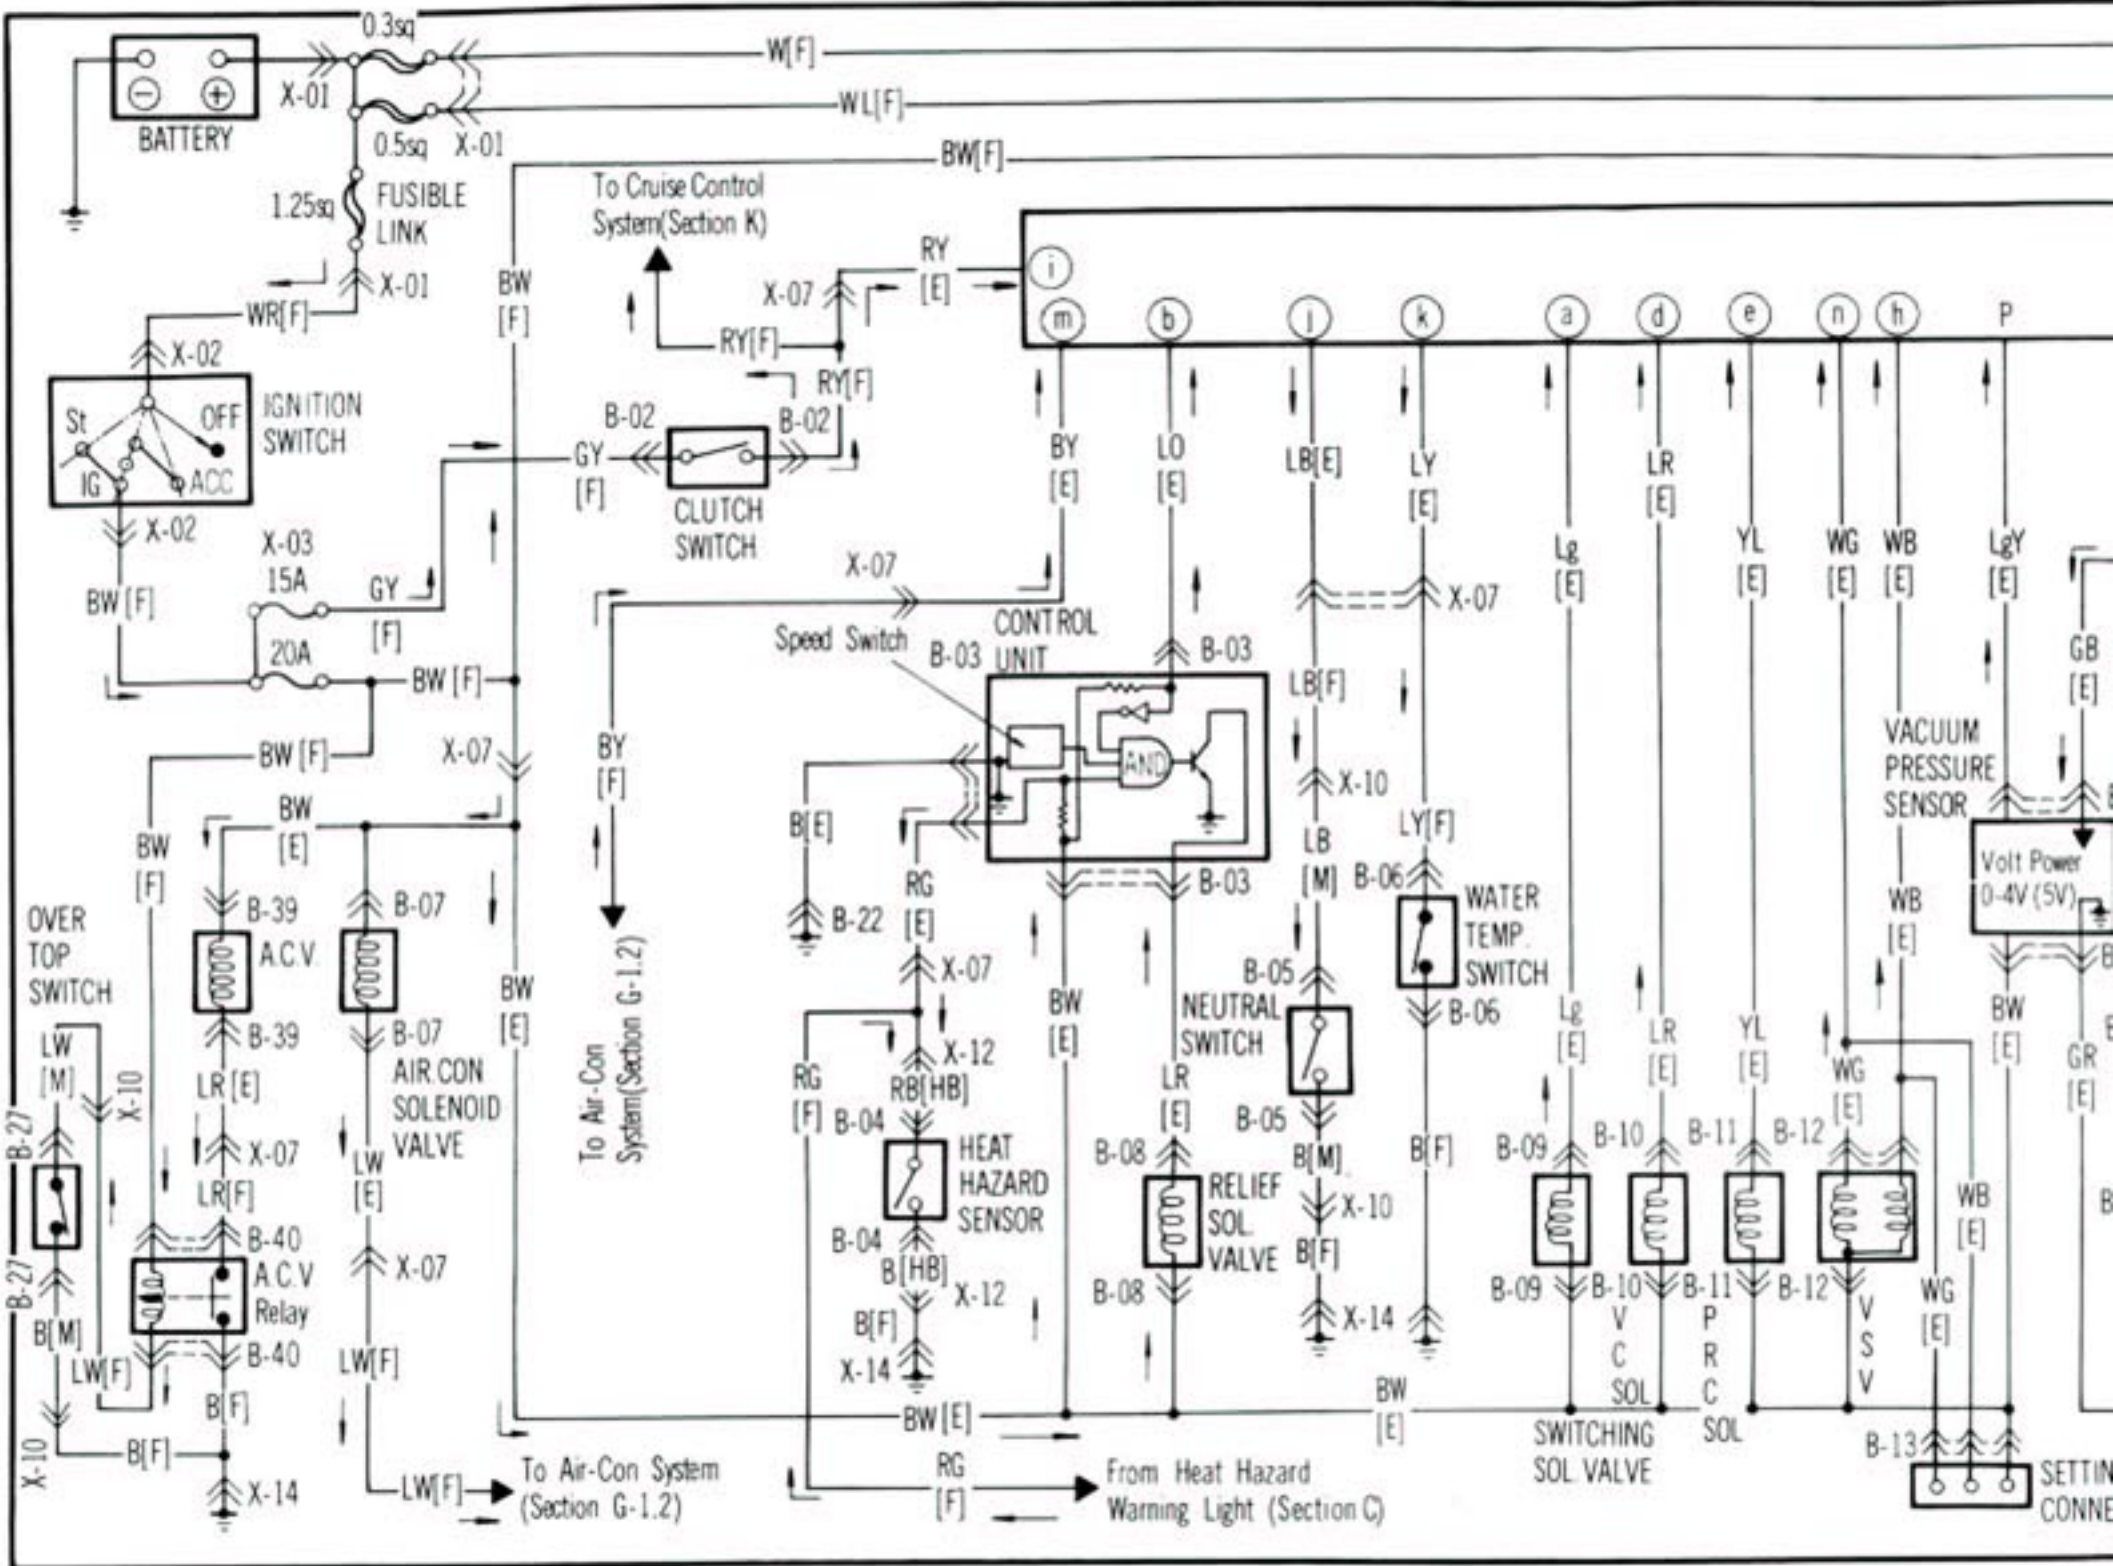 0.3sq
W[F]
X-01
BATTERY
WL[F]
0.5sq
X-01
BW[F]
1.25sq
FUSIBLE
LINK
X-01
WR[F]
X-02
To Cruise Control
System(Section K)
BW
[F]
X-07
RY
[E]
RY[F]
RY[F]
i
m
b
j
k
a
d
e
n
h
P
St
OFF
IG
ACC
IGNITION
SWITCH
X-02
BW[F]
X-03
15A
GY
[F]
20A
BW[F]
GY
[F]
B-02
B-02
CLUTCH
SWITCH
BY
[E]
LO
[E]
LB[E]
LY
[E]
Lg
[E]
LR
[E]
YL
[E]
WG
[E]
WB
[E]
LgY
[E]
GB
[E]
X-07
X-07
Speed Switch
CONTROL
UNIT
B-03
B-03
AND
B-03
BW[F]
X-07
BW
[E]
BW
[F]
BY
[F]
To Air-Con
System(Section G-1.2)
B[E]
B-22
RG
[E]
X-07
X-12
RB[HB]
B-04
HEAT
HAZARD
SENSOR
B-04
B[HB]
X-12
B[F]
X-14
RG
[F]
BW
[E]
LR
[E]
B-08
RELIEF
SOL.
VALVE
B-08
LB[F]
X-10
LB
[M]
B-05
NEUTRAL
SWITCH
B-05
B[M]
X-10
B[F]
X-14
LY[F]
B-06
WATER
TEMP.
SWITCH
B-06
B[F]
VACUUM
PRESSURE
SENSOR
Volt Power
0-4V(5V)
WB
[E]
BW
[E]
GR
[E]
Lg
[E]
LR
[E]
YL
[E]
WG
[E]
B-09
B-10
B-11
B-12
B-09
B-10
B-11
B-12
VC SOL
PRC SOL
VSV
WB
[E]
WG
[E]
SWITCHING
SOL.VALVE
B-13
SETTIN
CONNE
OVER
TOP
SWITCH
B-39
A.C.V
B-39
LR[E]
X-07
LR[F]
B-40
A.C.V
Relay
B-40
B[F]
X-14
B-07
B-07
AIR.CON
SOLENOID
VALVE
LW
[E]
X-07
LW[F]
LW[F]
To Air-Con System
(Section G-1.2)
BW
[E]
BW[E]
BW
[E]
RG
[F]
From Heat Hazard
Warning Light (Section C)
LW
[M]
X-10
B-27
B-27
B[M]
LW[F]
X-10
B[F]